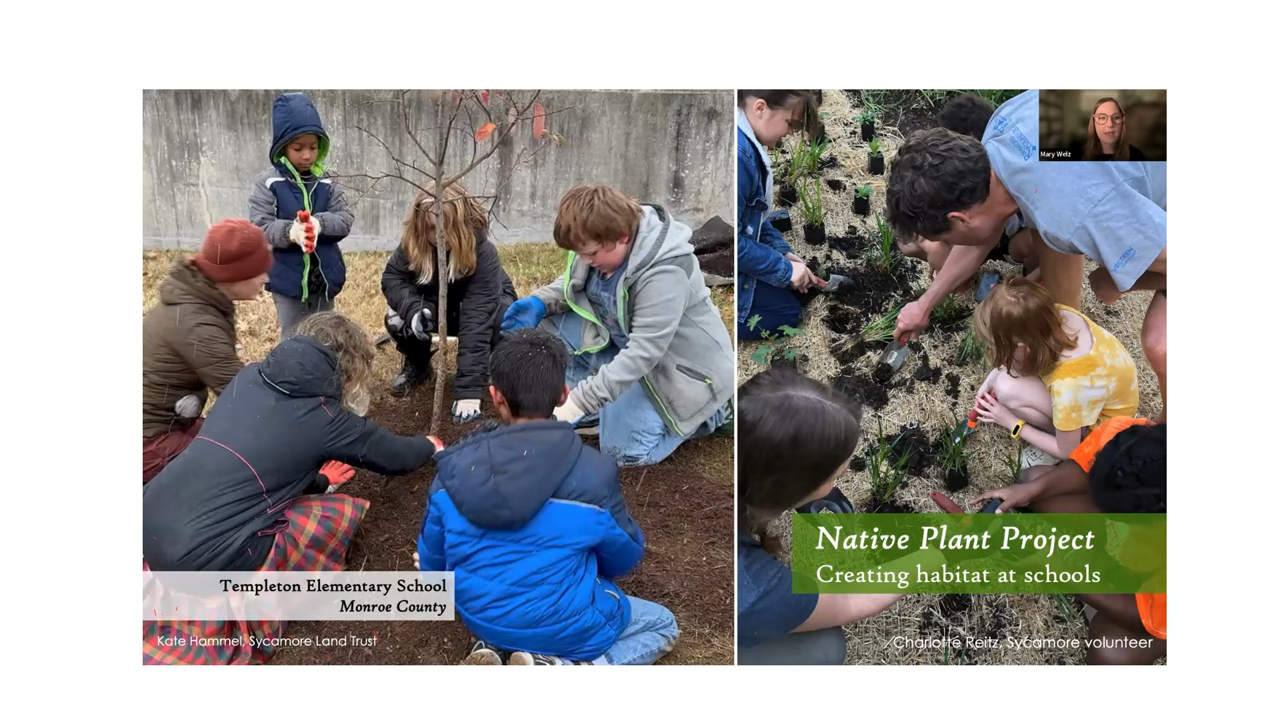 Mary Welz
Native Plant Project
Creating habitat at schools
Templeton Elementary School
Monroe County
Kate Hammel, Sycamore Land Trust
Charlotte Reitz, Sycamore volunteer